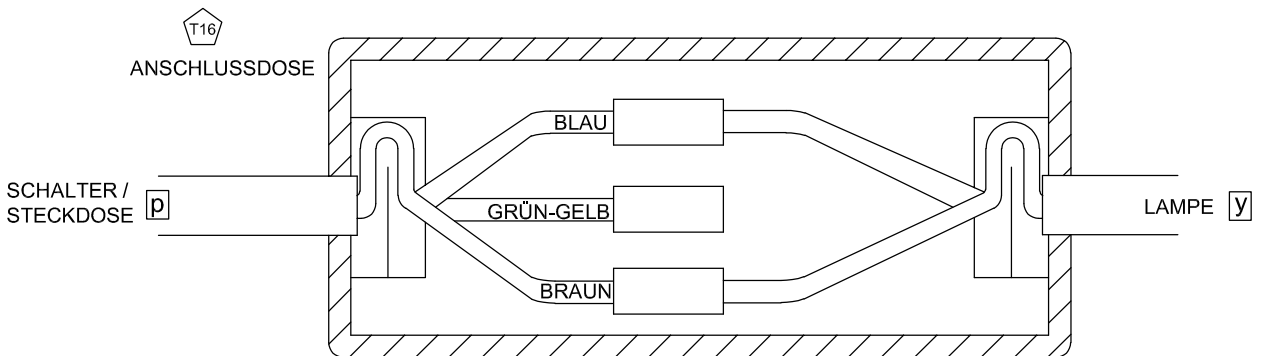 T16
ANSCHLUSSDOSE
BLAU
SCHALTER /
STECKDOSE p
GRÜN-GELB
LAMPE y
BRAUN